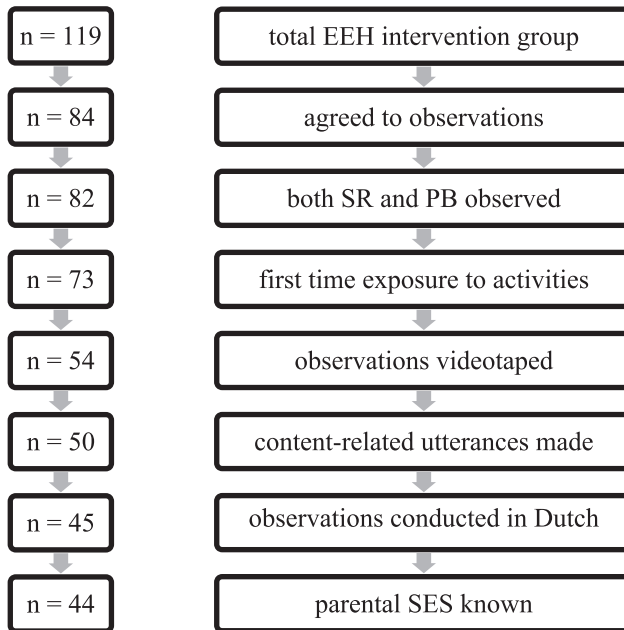 n = 119 total EEH intervention group
n = 84 agreed to observations
n = 82 both SR and PB observed
n = 73 first time exposure to activities
n = 54 observations videotaped
n = 50 content-related utterances made
n = 45 observations conducted in Dutch
n = 44 parental SES known